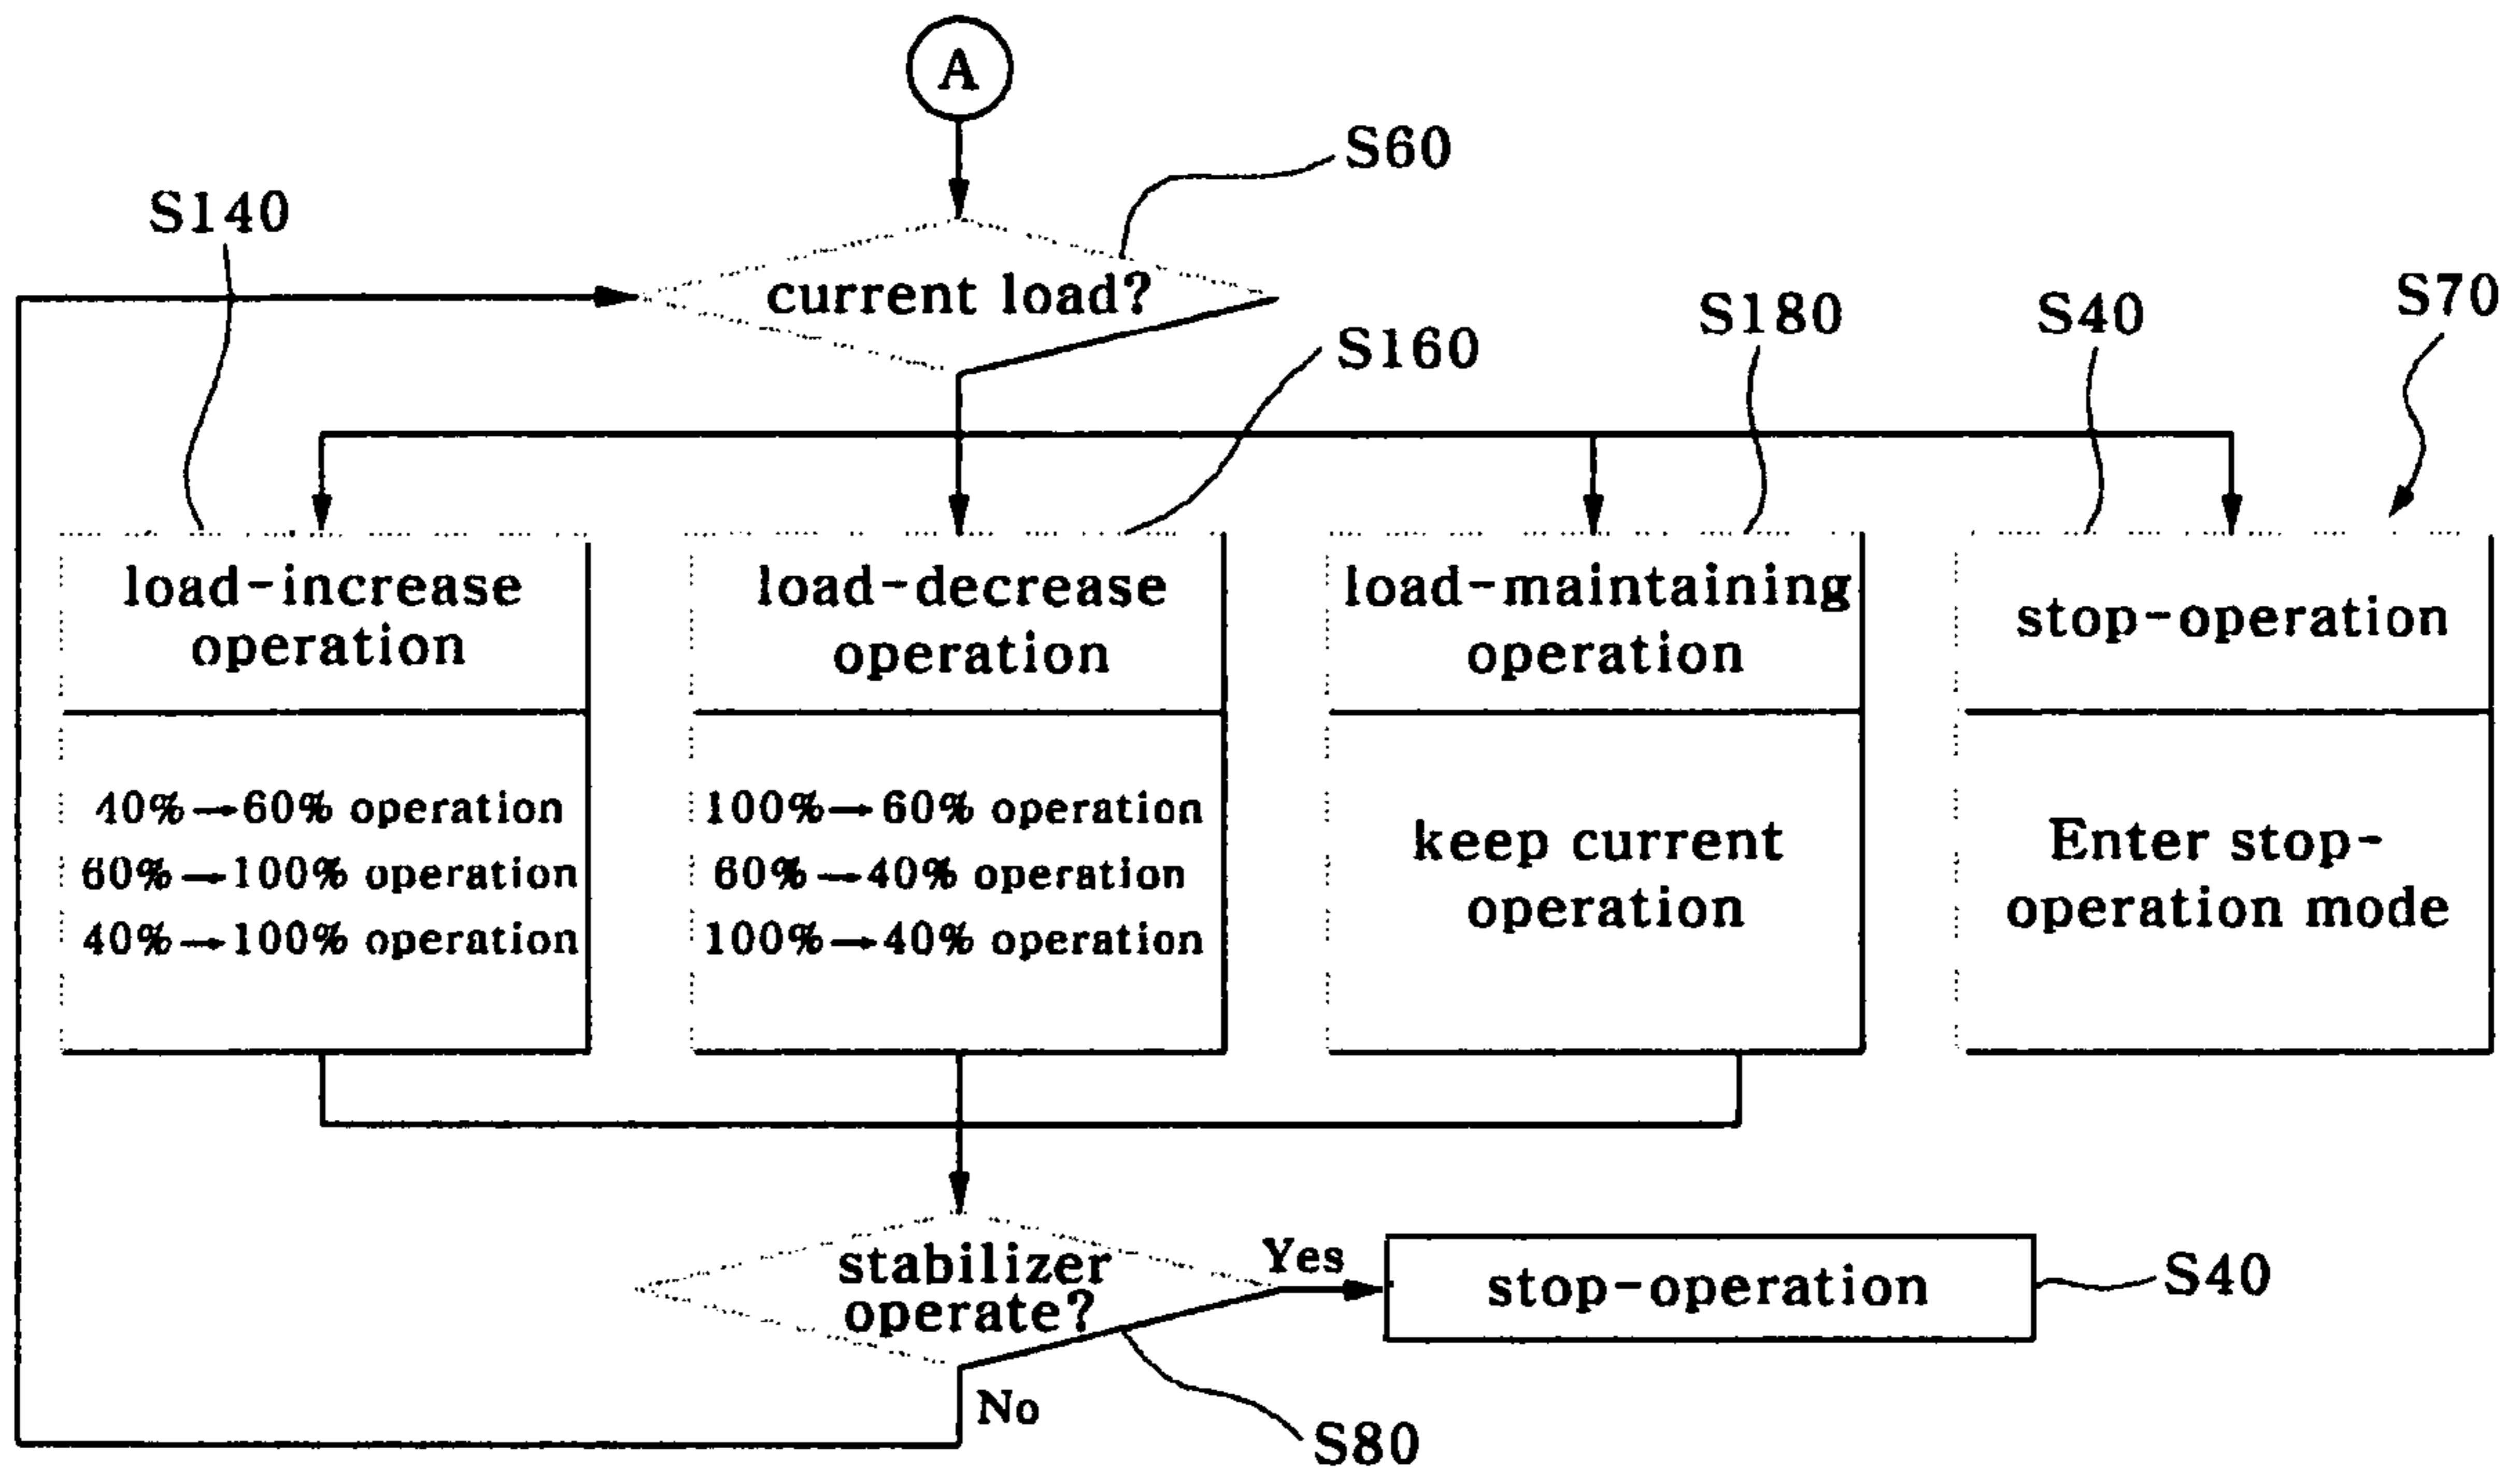 A
S60
S140
current load?
S160
S180
S40
S70
load-increase
operation
load-decrease
operation
load-maintaining
operation
stop-operation
40%→60% operation
60%→100% operation
40%→100% operation
100%→60% operation
60%→40% operation
100%→40% operation
keep current
operation
Enter stop-
operation mode
stabilizer
operate?
Yes
stop-operation
S40
No
S80